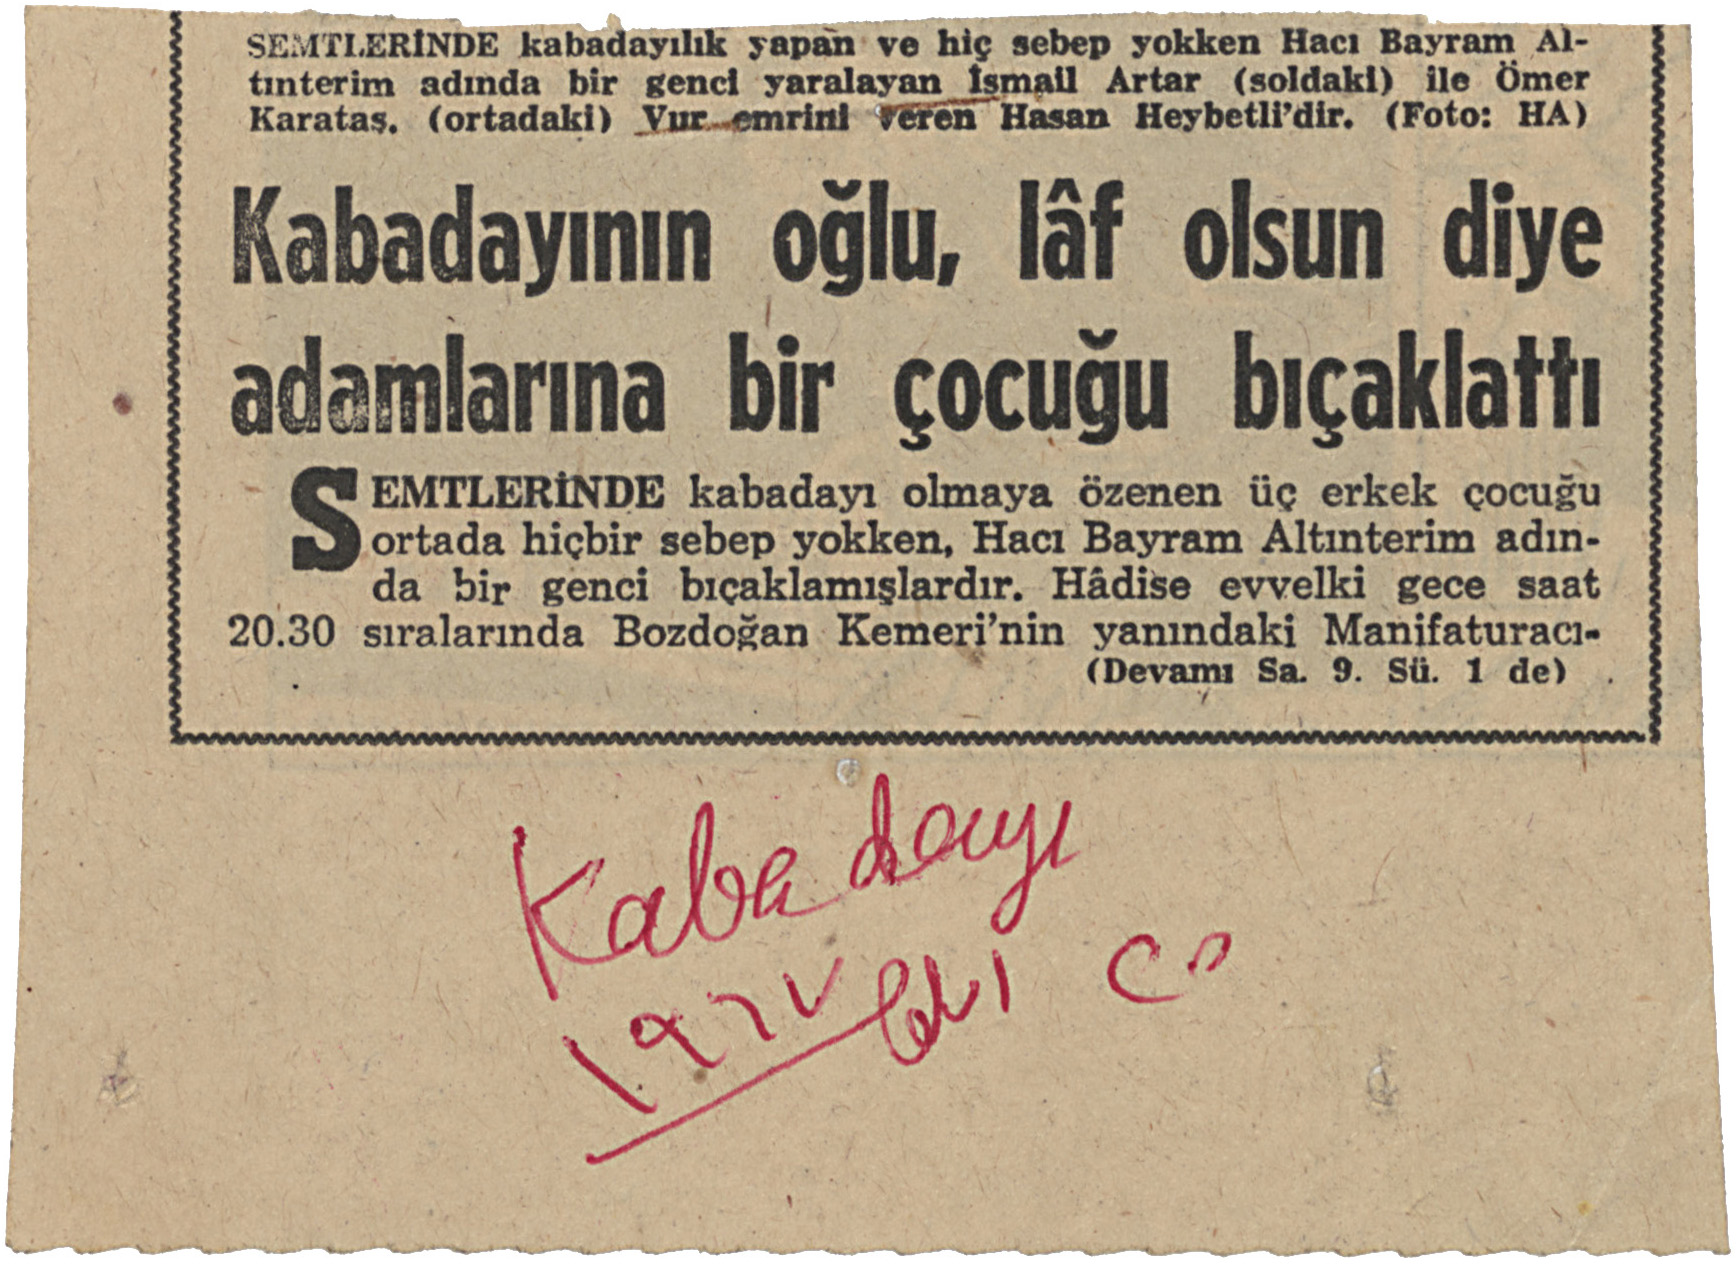 SEMTLERİNDE kabadayılık yapan ve hiç sebep yokken Hacı Bayram Al-
tınterim adında bir genci yaralayan İsmail Artar (soldaki) ile Ömer
Karataş. (ortadaki) Vur emrini veren Hasan Heybetli'dir. (Foto: HA)
Kabadayının oğlu, lâf olsun diye
adamlarına bir çocuğu bıçaklattı
SEMTLERİNDE kabadayı olmaya özenen üç erkek çocuğu
ortada hiçbir sebep yokken, Hacı Bayram Altınterim adın-
da bir genci bıçaklamışlardır. Hâdise evvelki gece saat
20.30 sıralarında Bozdoğan Kemeri'nin yanındaki Manifaturacı-
(Devamı Sa. 9. Sü. 1 de)
Kabadayı